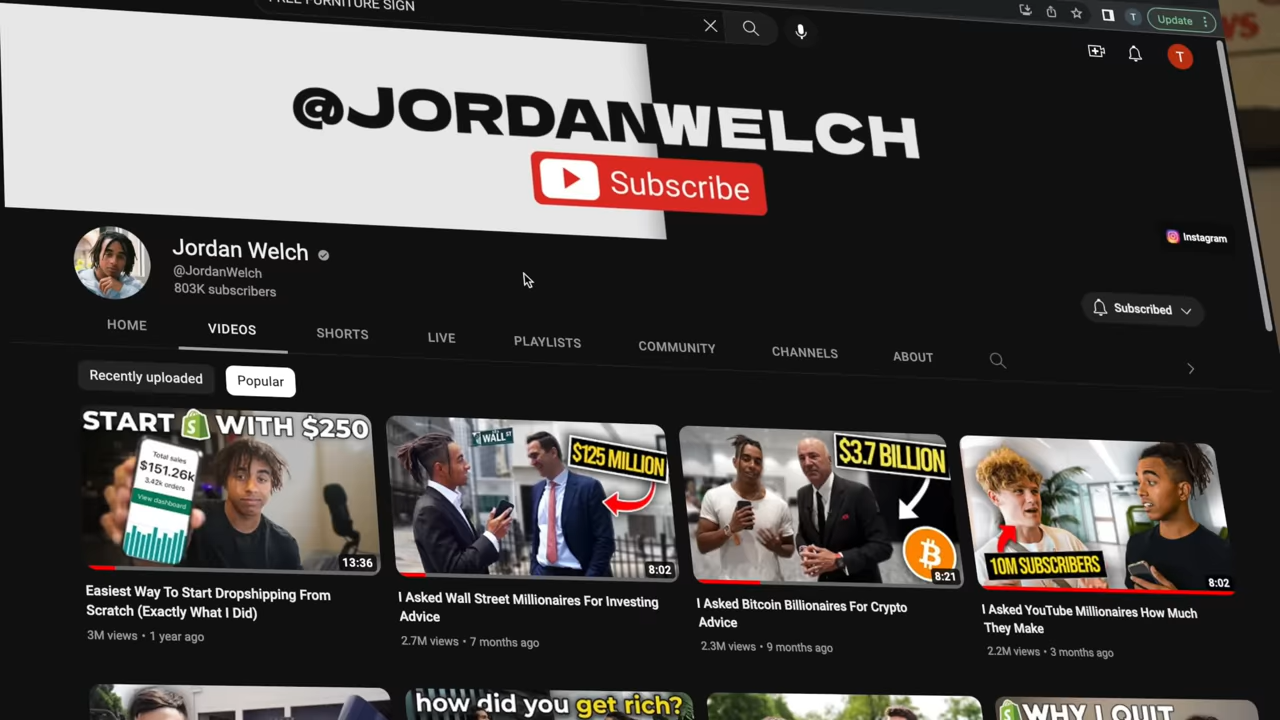 FREE FURNITURE SIGN
Update
T
T
@JORDANWELCH
Subscribe
Instagram
Jordan Welch
@JordanWelch
803K subscribers
Subscribed
HOME
VIDEOS
SHORTS
LIVE
PLAYLISTS
COMMUNITY
CHANNELS
ABOUT
Recently uploaded
Popular
START WITH $250
Total sales
$151.26k
3.42k orders
View dashboard
13:36
WALL ST
$125 MILLION
8:02
$3.7 BILLION
8:21
10M SUBSCRIBERS
8:02
Easiest Way To Start Dropshipping From
Scratch (Exactly What I Did)
3M views • 1 year ago
I Asked Wall Street Millionaires For Investing
Advice
2.7M views • 7 months ago
I Asked Bitcoin Billionaires For Crypto
Advice
2.3M views • 9 months ago
I Asked YouTube Millionaires How Much
They Make
2.2M views • 3 months ago
how did you get rich?
WHY I QUIT